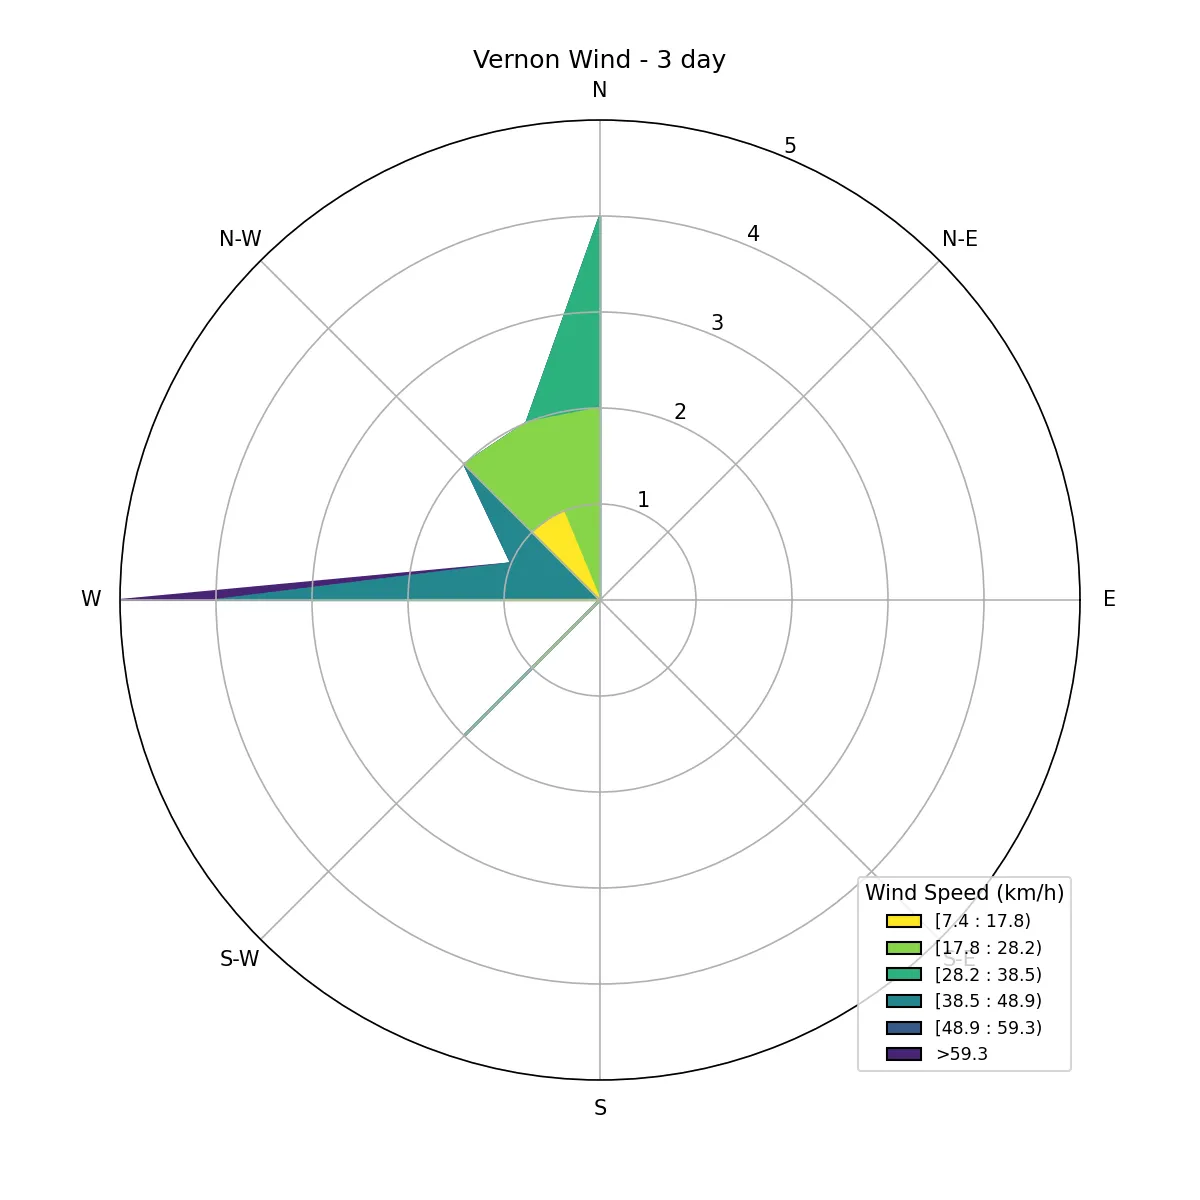 Vernon Wind - 3 day
N
5
N-W
4
N-E
3
2
1
W
E
Wind Speed (km/h)
[7.4 : 17.8)
[17.8 : 28.2)
S-W
S-E
[28.2 : 38.5)
[38.5 : 48.9)
[48.9 : 59.3)
>59.3
S